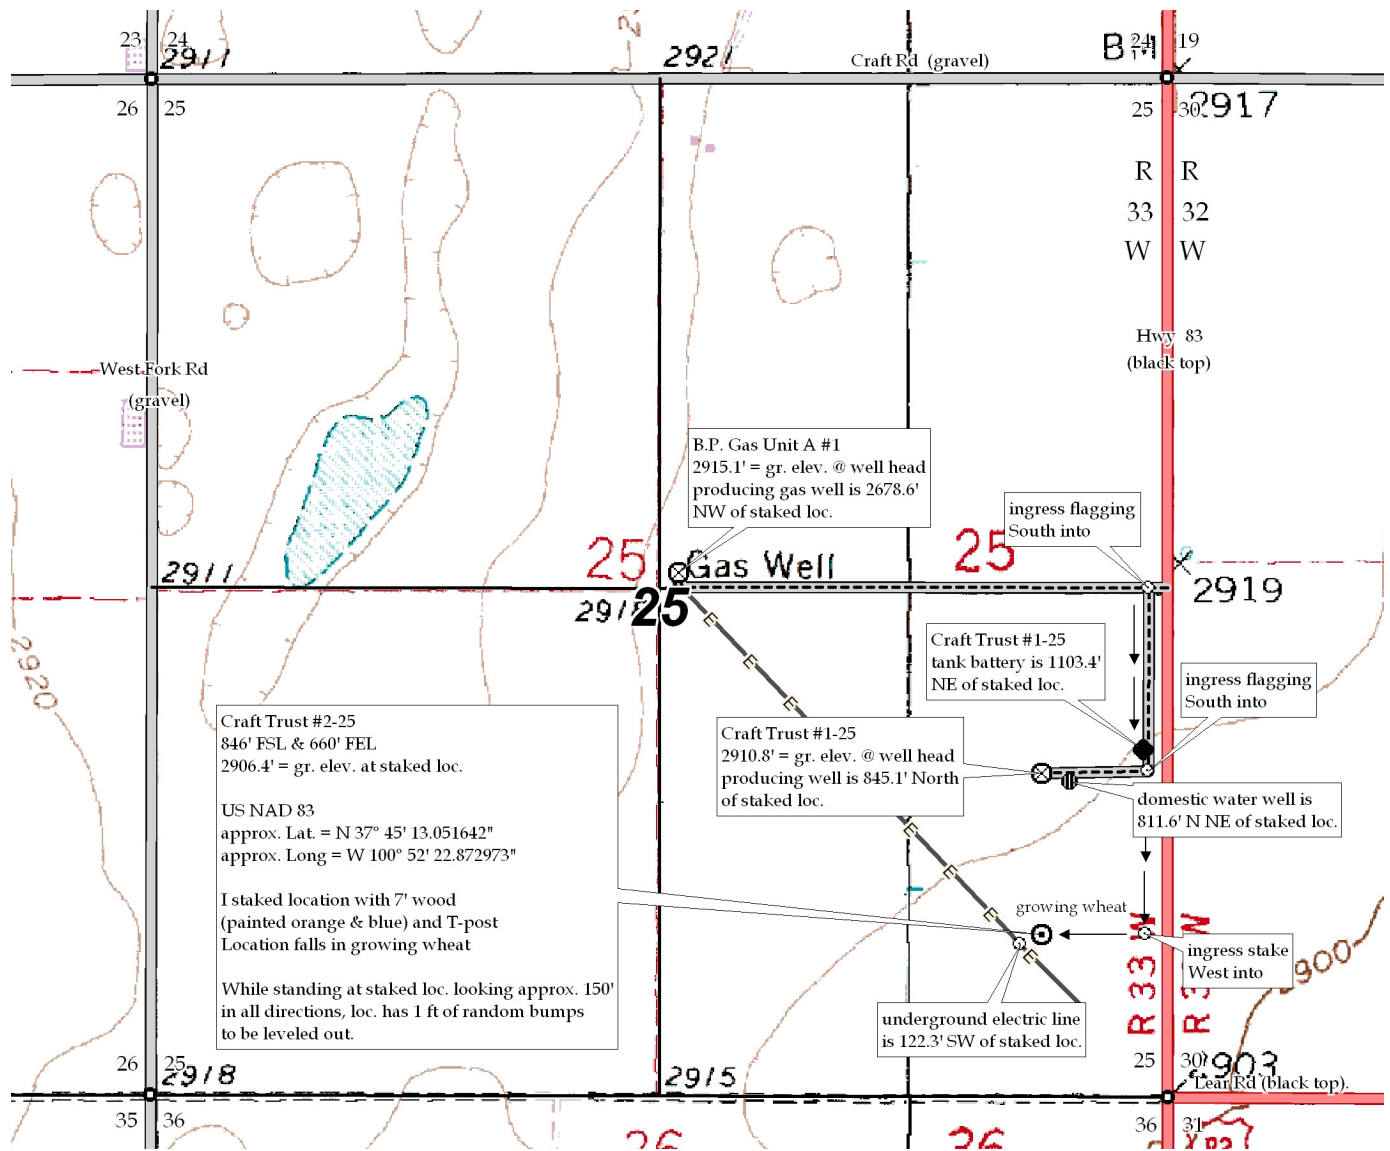 23 24
2911
2921
Craft Rd (gravel)
BM
24 19
26 25
25 30
2917
R R
33 32
W W
Hwy 83
(black top)
West Fork Rd
(gravel)
B.P. Gas Unit A #1
2915.1' = gr. elev. @ well head
producing gas well is 2678.6'
NW of staked loc.
ingress flagging
South into
25
Gas Well
25
2911
25
2919
2920
Craft Trust #1-25
tank battery is 1103.4'
NE of staked loc.
ingress flagging
South into
Craft Trust #2-25
846' FSL & 660' FEL
2906.4' = gr. elev. at staked loc.
US NAD 83
approx. Lat. = N 37° 45' 13.051642"
approx. Long = W 100° 52' 22.872973"
I staked location with 7' wood
(painted orange & blue) and T-post
Location falls in growing wheat
While standing at staked loc. looking approx. 150'
in all directions, loc. has 1 ft of random bumps
to be leveled out.
Craft Trust #1-25
2910.8' = gr. elev. @ well head
producing well is 845.1' North
of staked loc.
domestic water well is
811.6' N NE of staked loc.
E
E
E
E
E
E
E
growing wheat
ingress stake
West into
R 33 W
2900
underground electric line
is 122.3' SW of staked loc.
26 25
2918
2915
25 30
2903
Lear Rd (black top).
35 36
36 31